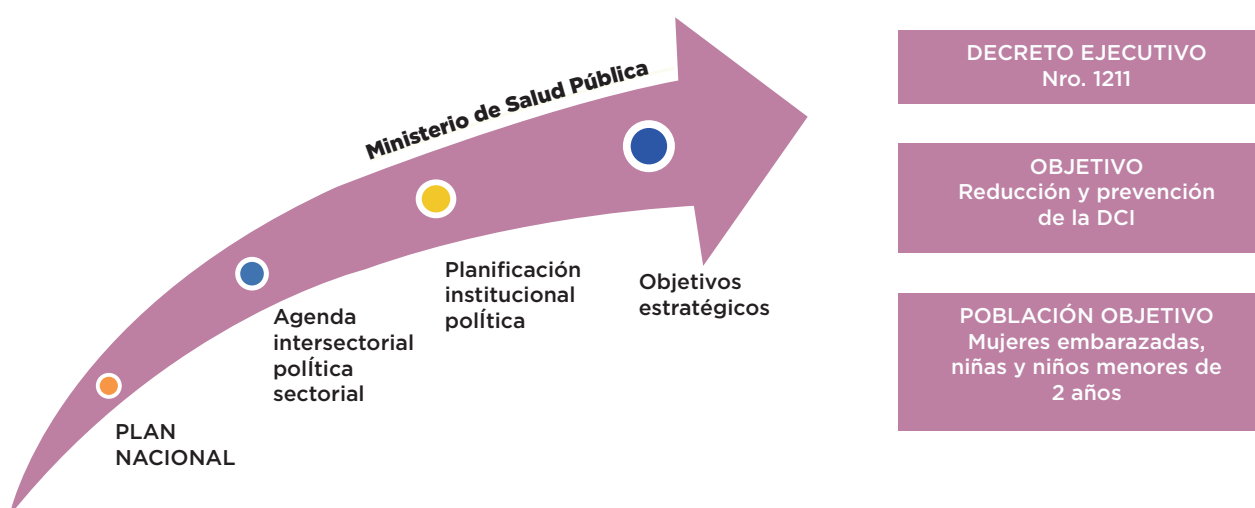 Ministerio de Salud Pública
PLAN
NACIONAL
Agenda
intersectorial
polÍtica
sectorial
Planificación
institucional
política
Objetivos
estratégicos
DECRETO EJECUTIVO
Nro. 1211
OBJETIVO
Reducción y prevención
de la DCI
POBLACIÓN OBJETIVO
Mujeres embarazadas,
niñas y niños menores de
2 años